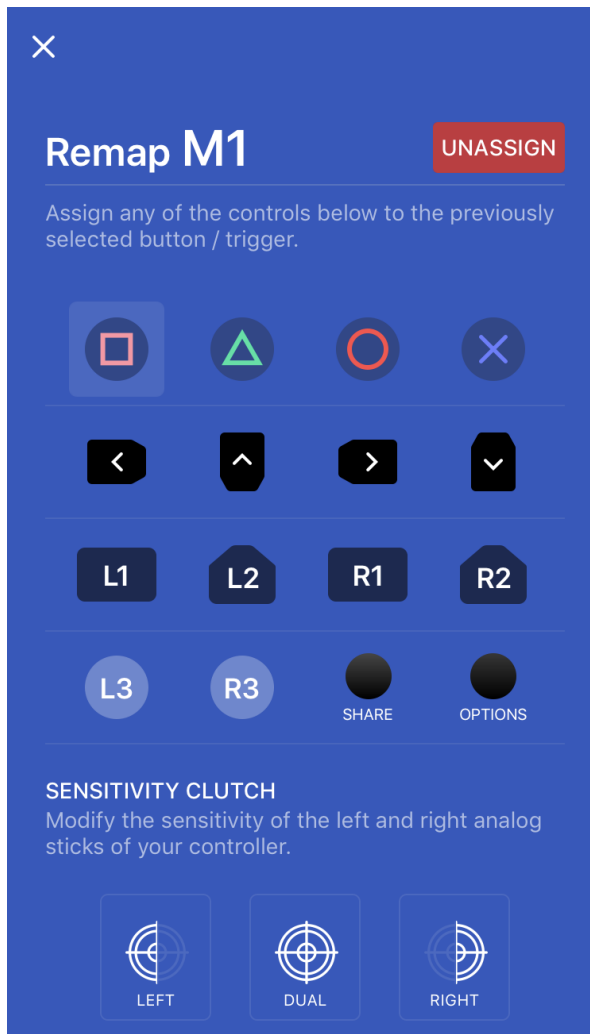 Remap M1
UNASSIGN
Assign any of the controls below to the previously
selected button / trigger.
L1
L2
R1
R2
L3
R3
SHARE
OPTIONS
SENSITIVITY CLUTCH
Modify the sensitivity of the left and right analog
sticks of your controller.
LEFT
DUAL
RIGHT